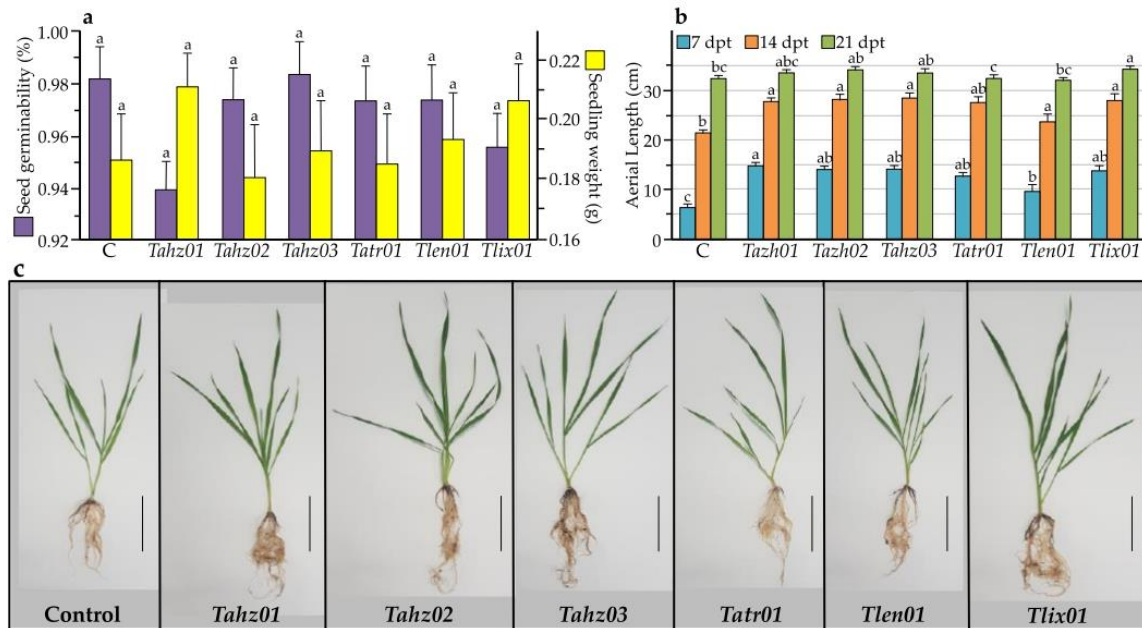 a
Seed germinability (%)
1.00
0.98
0.96
0.94
0.92
a a a a a a a a a a a a a a
0.22
0.20
0.18
0.16
Seedling weight (g)
C Tahz01 Tahz02 Tahz03 Tatr01 Tlen01 Tlix01
b
7 dpt 14 dpt 21 dpt
Aerial Length (cm)
30
20
10
0
c b bc a a abc ab a ab ab a ab ab ab c b a bc ab a a
C Tazh01 Tazh02 Tahz03 Tatr01 Tlen01 Tlix01
c
Control Tahz01 Tahz02 Tahz03 Tatr01 Tlen01 Tlix01